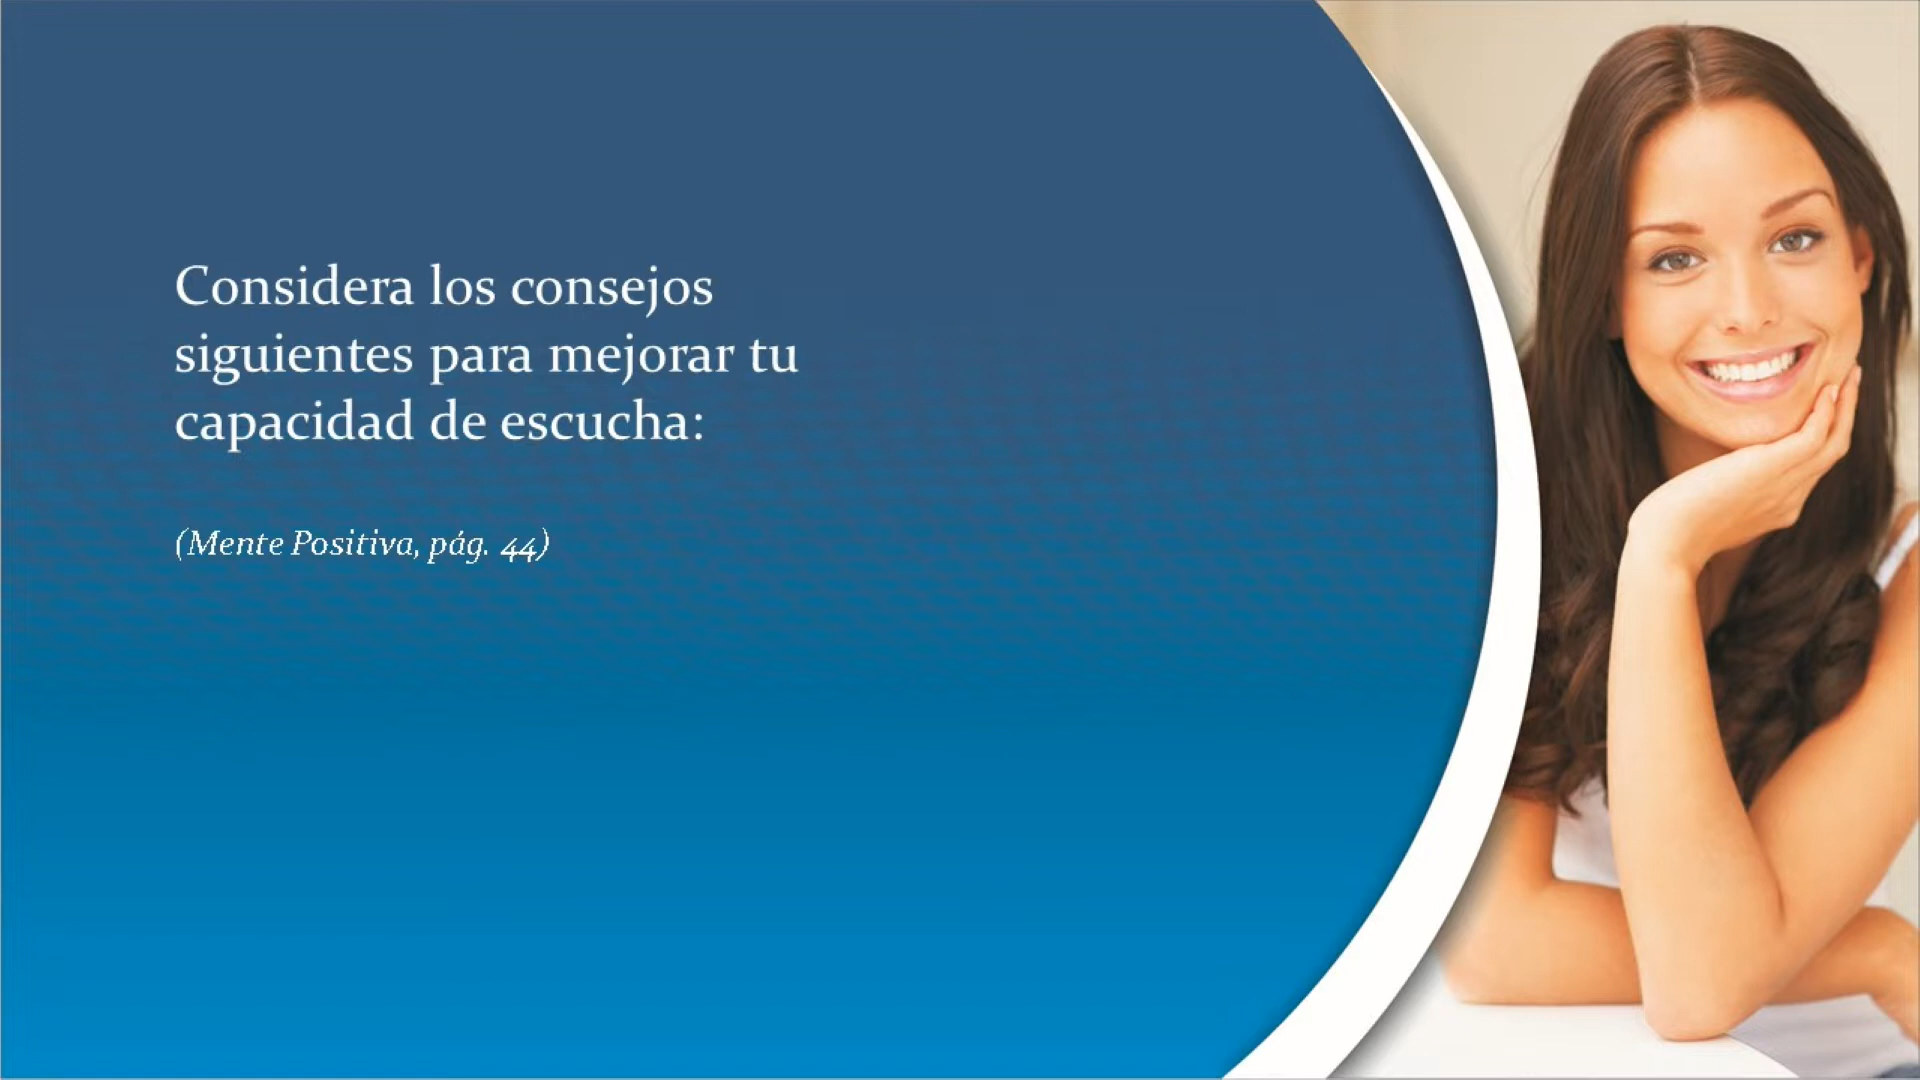 Considera los consejos
siguientes para mejorar tu
capacidad de escucha:
(Mente Positiva, pág. 44)